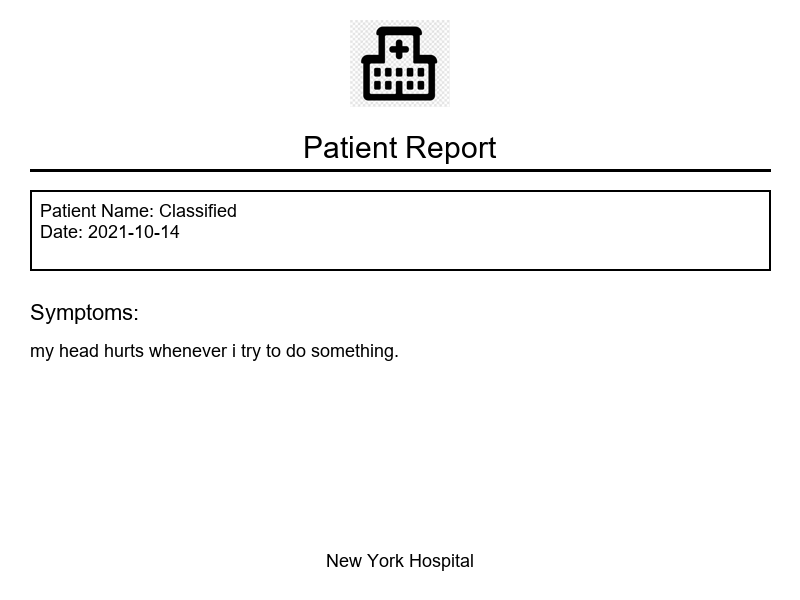 Patient Report
Patient Name: Classified
Date: 2021-10-14
Symptoms:
my head hurts whenever i try to do something.
New York Hospital